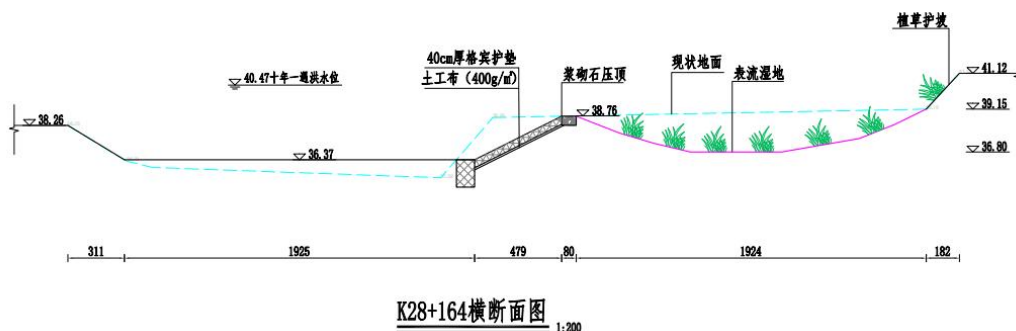 植草护坡
40cm厚格宾护垫
40.47十年一遇洪水位
土工布（400g/㎡）
浆砌石压顶
现状地面
表流湿地
41.12
38.26
38.76
39.15
36.37
36.80
311
1925
479
80
1924
182
K28+164横断面图
1:200